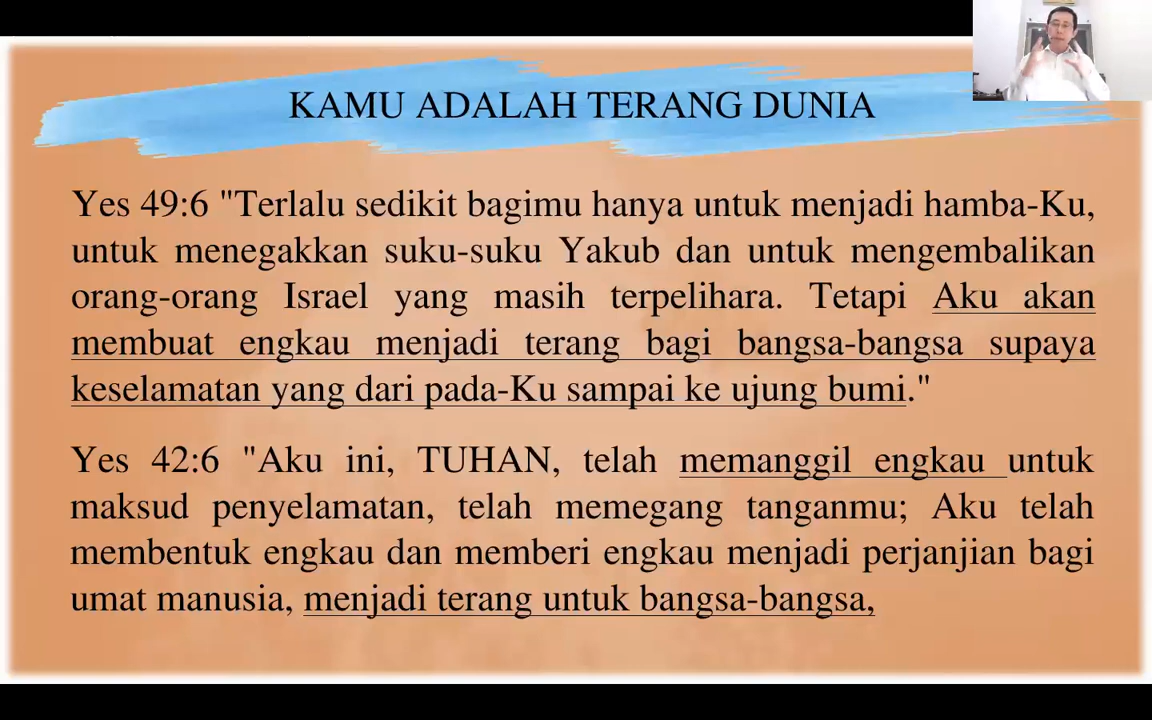 KAMU ADALAH TERANG DUNIA
Yes 49:6 "Terlalu sedikit bagimu hanya untuk menjadi hamba-Ku,
untuk menegakkan suku-suku Yakub dan untuk mengembalikan
orang-orang Israel yang masih terpelihara. Tetapi Aku akan
membuat engkau menjadi terang bagi bangsa-bangsa supaya
keselamatan yang dari pada-Ku sampai ke ujung bumi."
Yes 42:6 "Aku ini, TUHAN, telah memanggil engkau untuk
maksud penyelamatan, telah memegang tanganmu; Aku telah
membentuk engkau dan memberi engkau menjadi perjanjian bagi
umat manusia, menjadi terang untuk bangsa-bangsa,